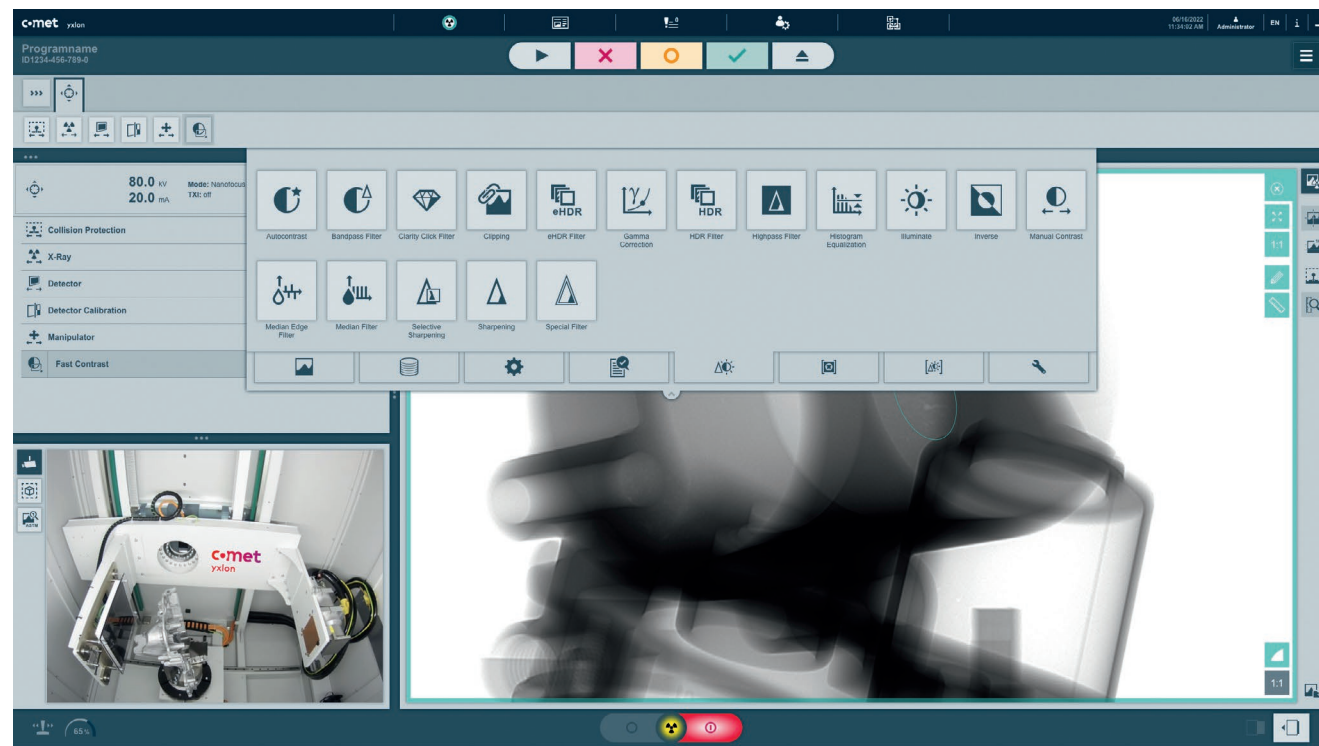 comet yxlon
06/16/2022
11:34:02 AM
Administrator
EN
Programname
ID1234-456-789-0
80.0 kV
20.0 mA
Mode: Nanofocus
TXI: off
Collision Protection
X-Ray
Detector
Detector Calibration
Manipulator
Fast Contrast
Autocontrast
Bandpass Filter
Clarity Click Filter
Clipping
eHDR
eHDR Filter
Gamma
Correction
HDR
HDR Filter
Highpass Filter
Histogram
Equalization
Illuminate
Inverse
Manual Contrast
Median Edge
Filter
Median Filter
Selective
Sharpening
Sharpening
Special Filter
1:1
ASTM
comet
yxlon
1:1
65%